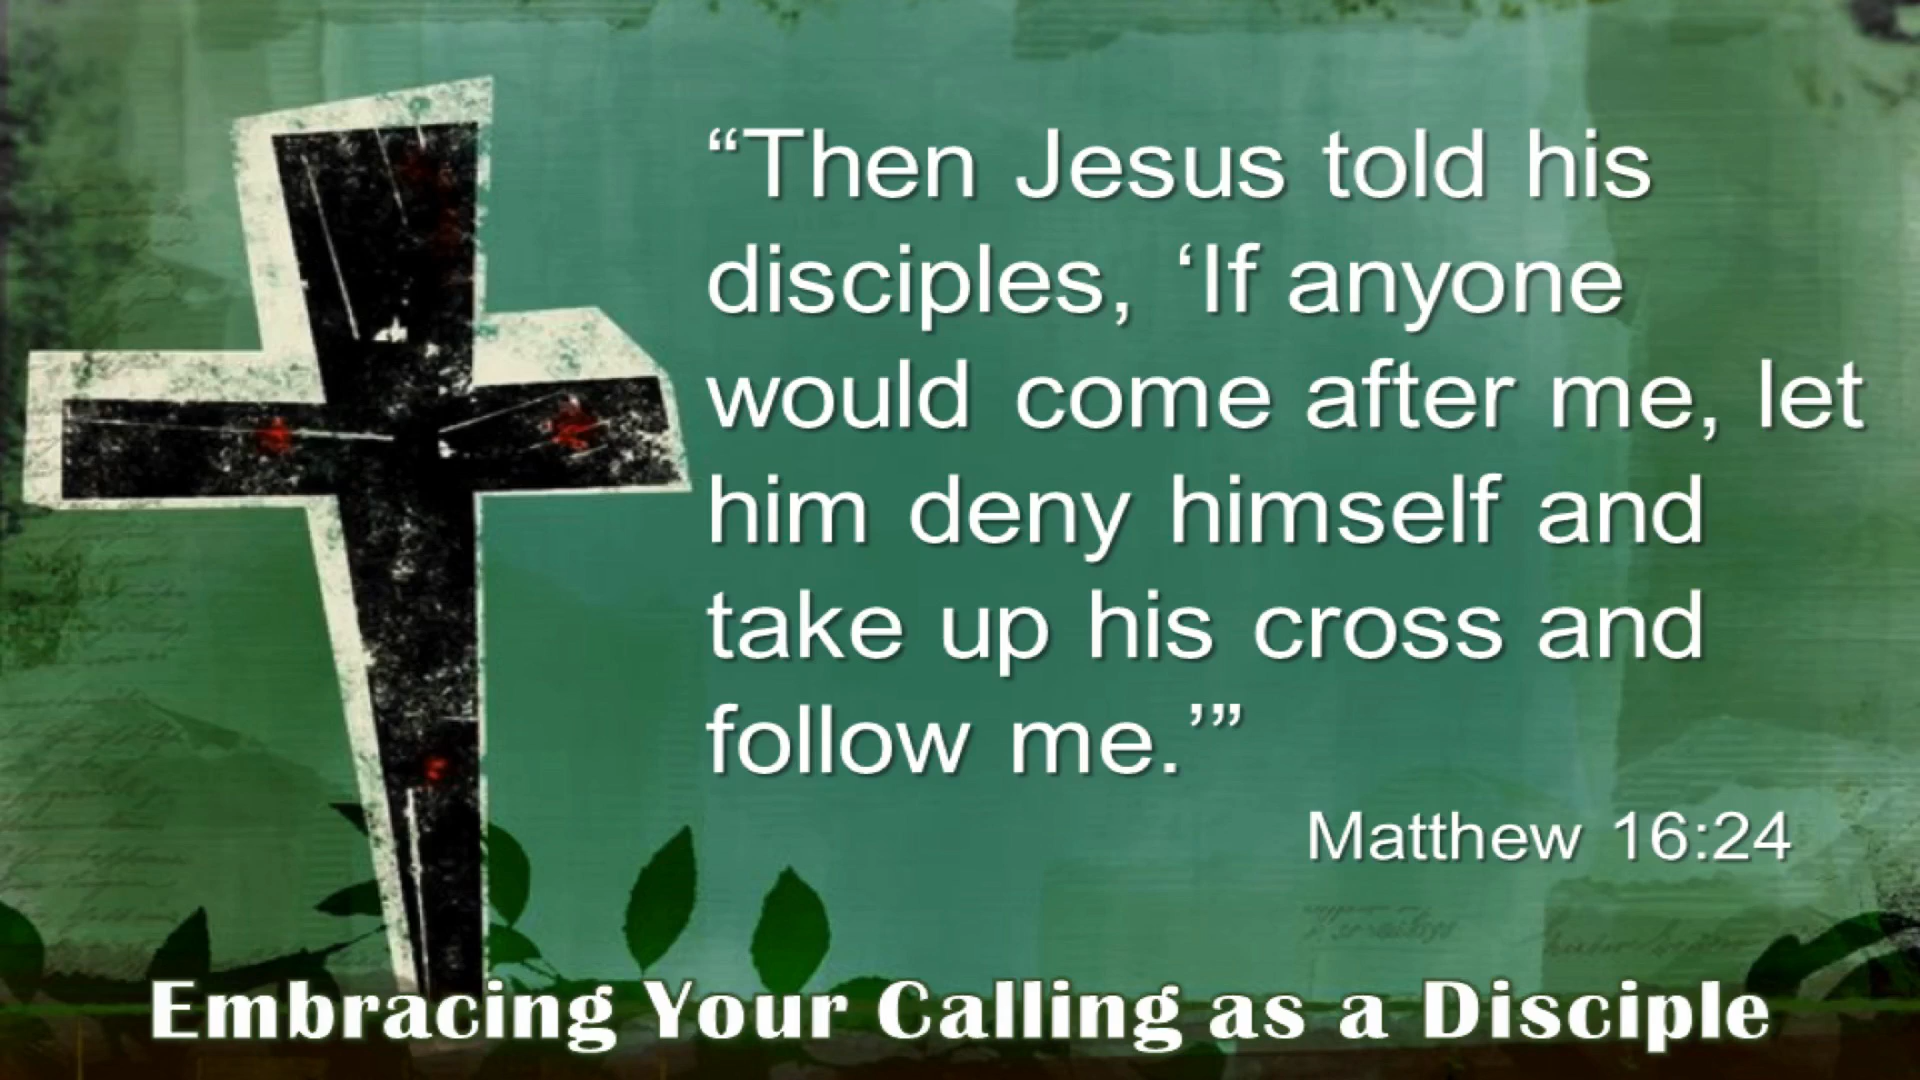 “Then Jesus told his
disciples, ‘If anyone
would come after me, let
him deny himself and
take up his cross and
follow me.’”
Matthew 16:24
Embracing Your Calling as a Disciple